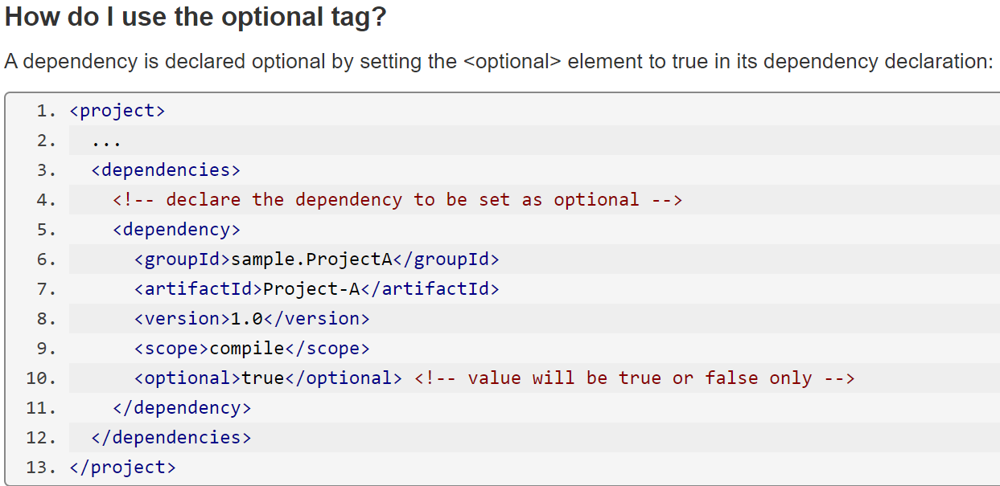 How do I use the optional tag?
A dependency is declared optional by setting the <optional> element to true in its dependency declaration:
1. <project>
2.   ...
3.   <dependencies>
4.     <!-- declare the dependency to be set as optional -->
5.     <dependency>
6.       <groupId>sample.ProjectA</groupId>
7.       <artifactId>Project-A</artifactId>
8.       <version>1.0</version>
9.       <scope>compile</scope>
10.       <optional>true</optional> <!-- value will be true or false only -->
11.     </dependency>
12.   </dependencies>
13. </project>